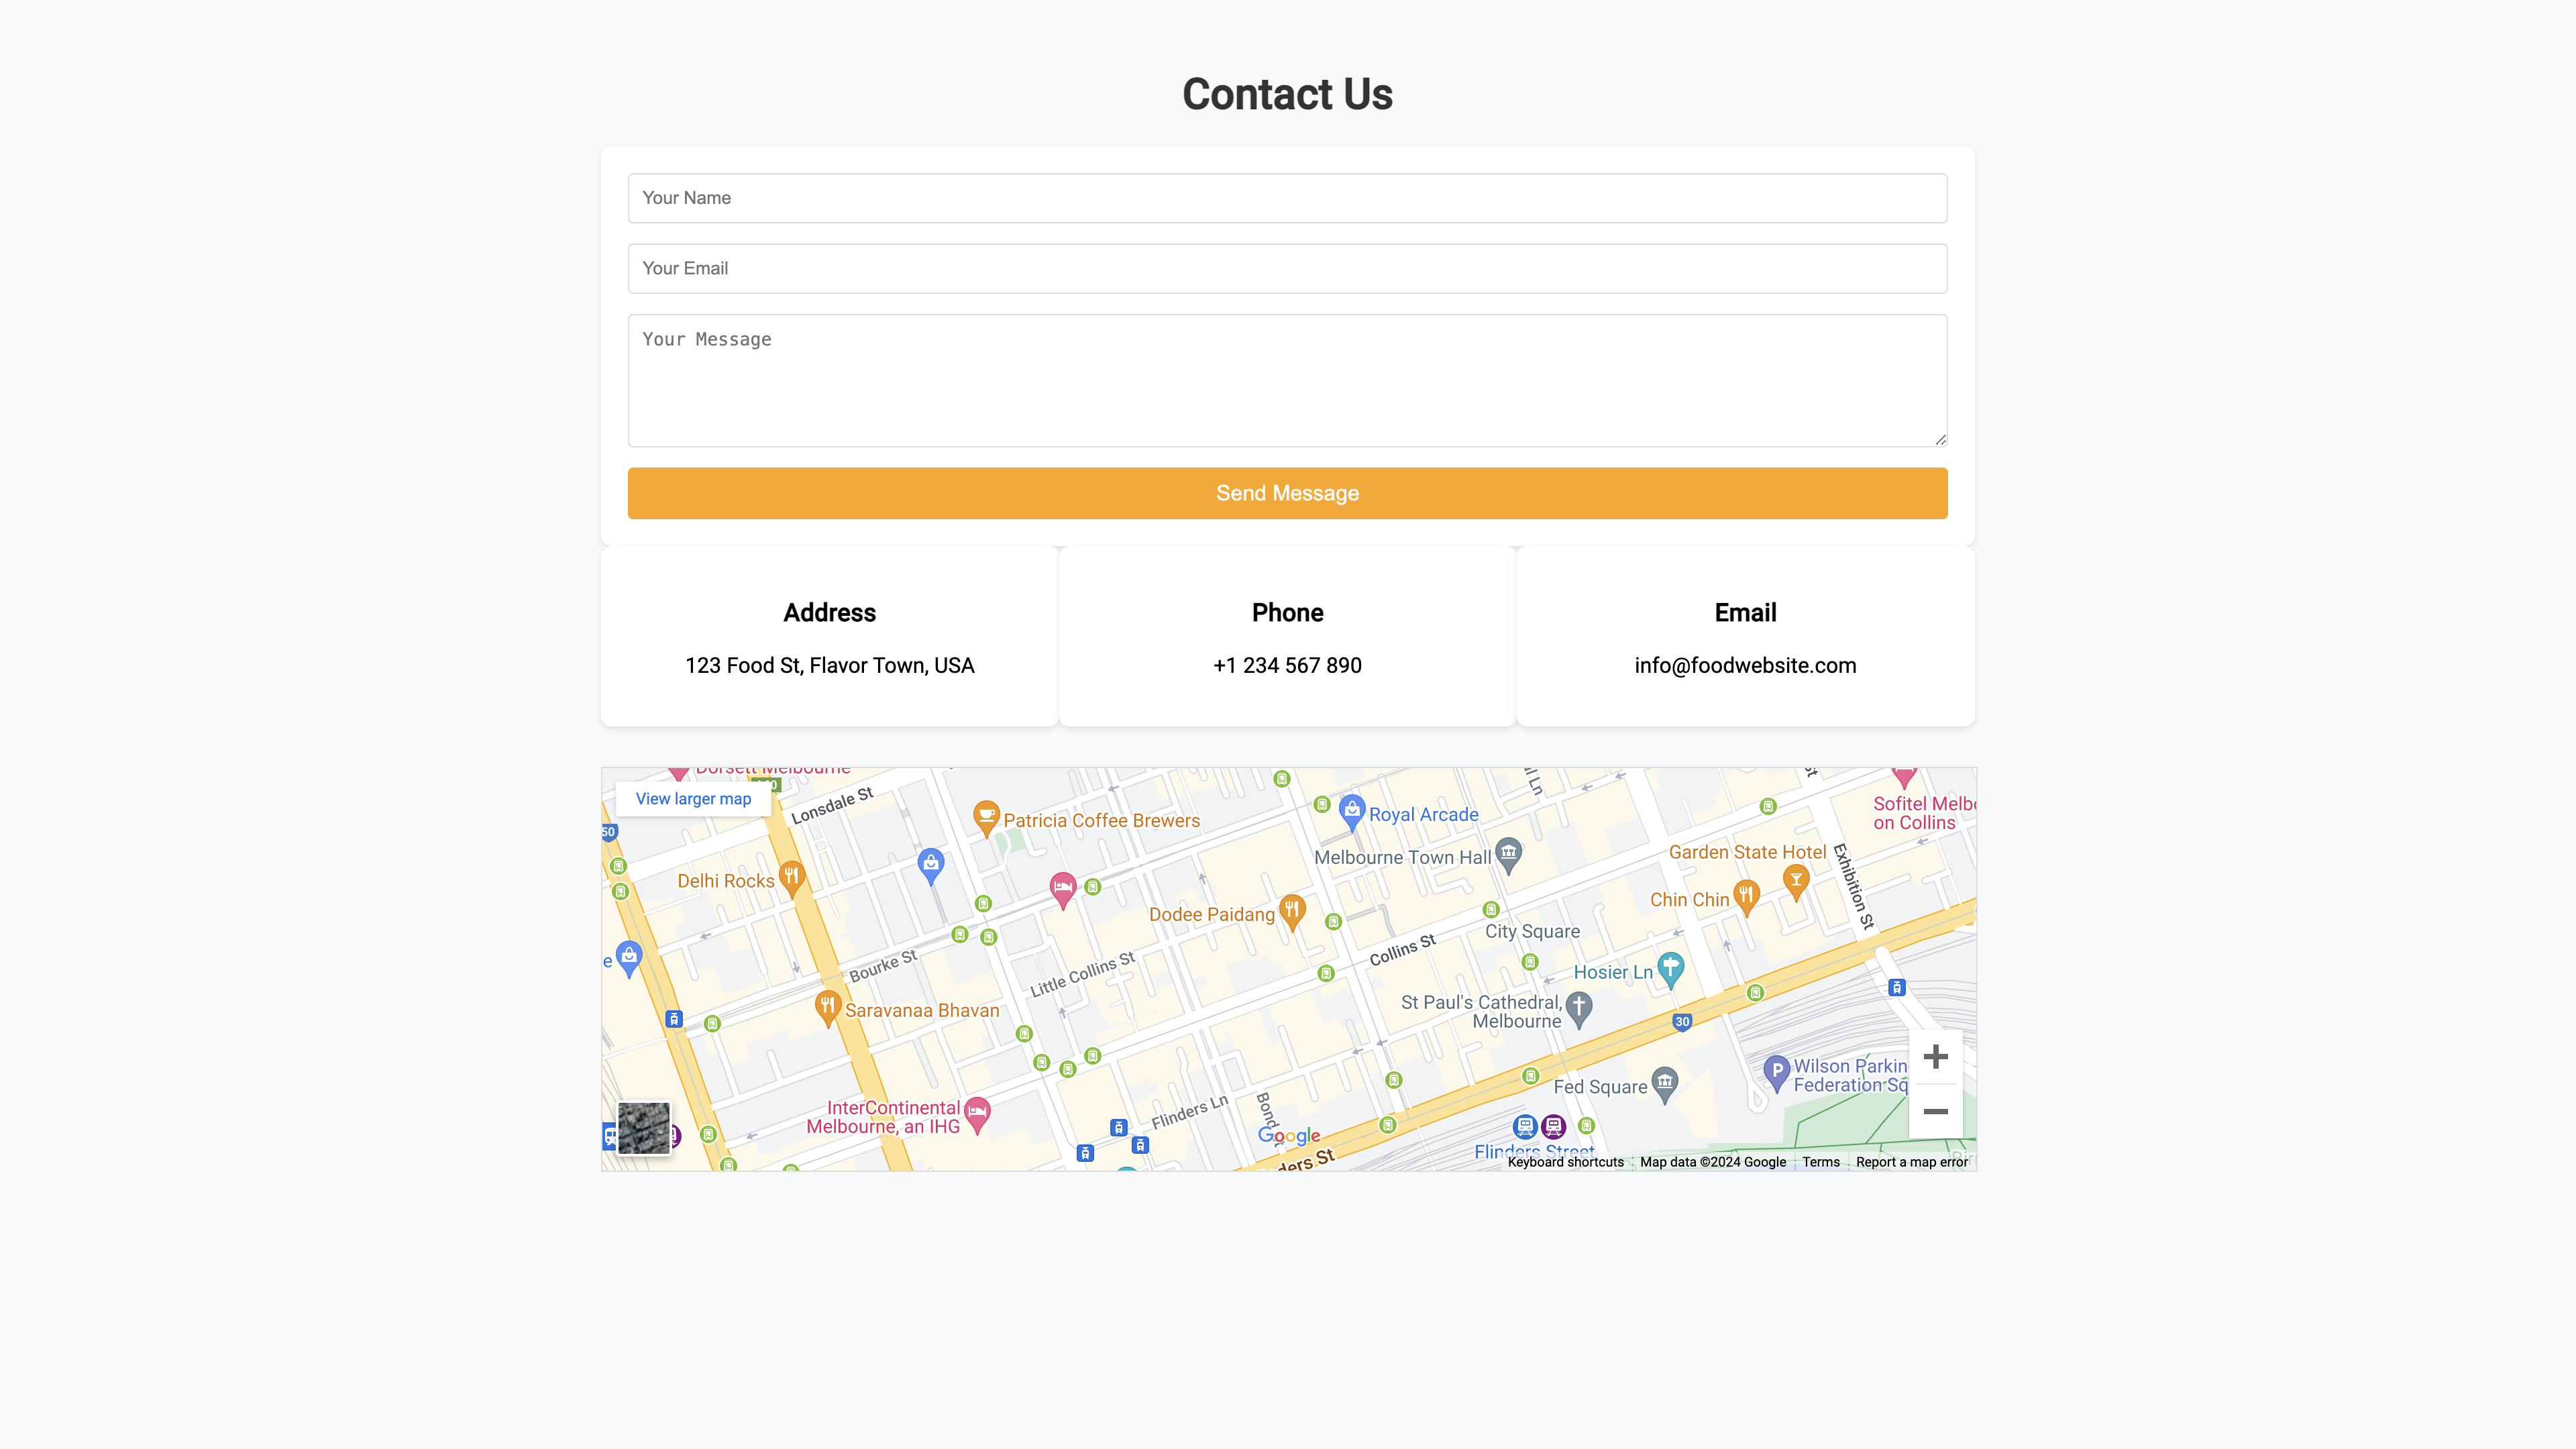 Contact Us
Your Name
Your Email
Your Message
Send Message
Address
Phone
Email
123 Food St, Flavor Town, USA
+1 234 567 890
info@foodwebsite.com
Dorsett Melbourne
View larger map
Lonsdale St
Patricia Coffee Brewers
Royal Arcade
Sofitel Melbo
on Collins
50
Melbourne Town Hall
Garden State Hotel
Exhibition St
Delhi Rocks
Chin Chin
Dodee Paidang
City Square
Collins St
Bourke St
Little Collins St
Hosier Ln
Saravanaa Bhavan
St Paul's Cathedral,
Melbourne
30
Wilson Parkin
Federation Sq
P
Fed Square
InterContinental
Melbourne, an IHG
Flinders Ln
Bond St
Google
Flinders Street
ders St
Keyboard shortcuts
Map data ©2024 Google
Terms
Report a map error